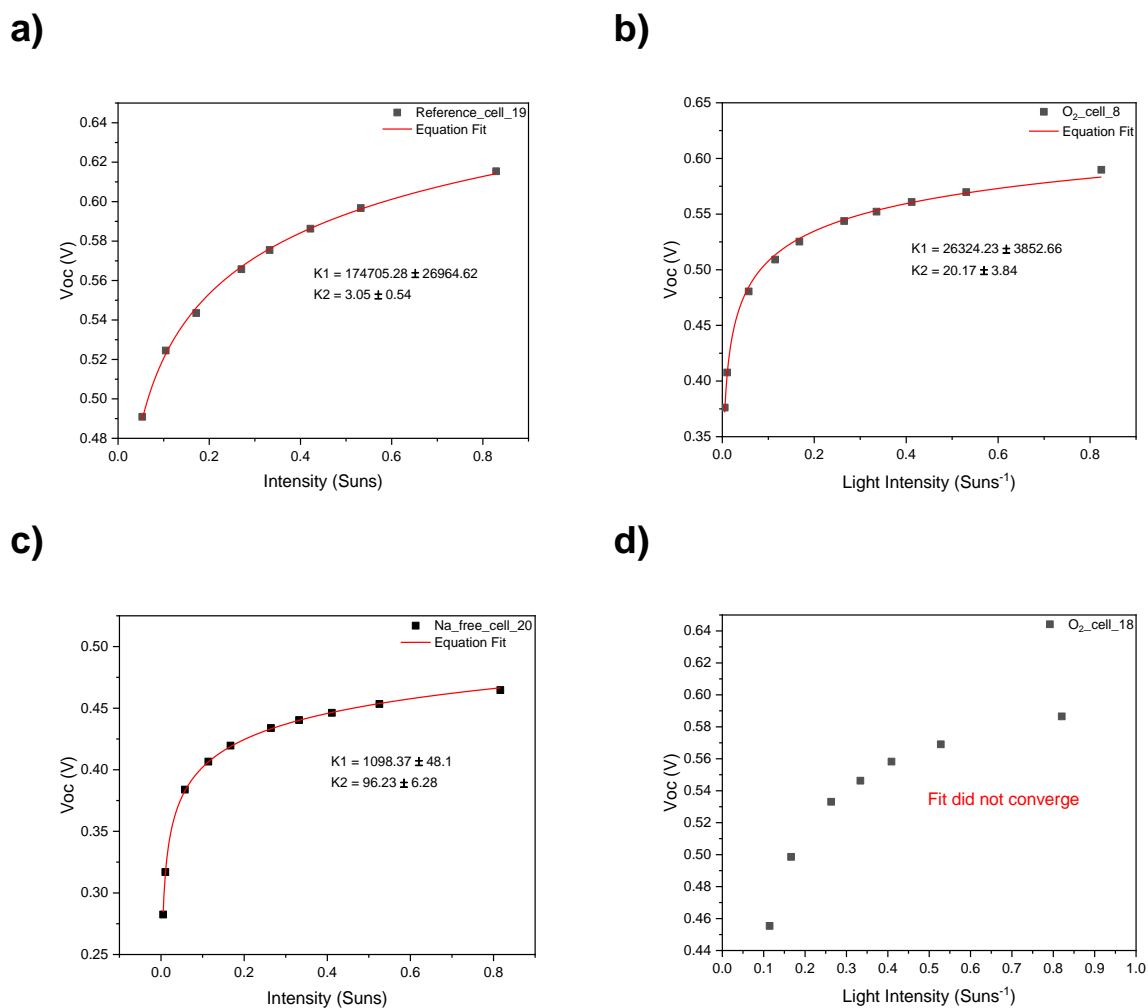 a)
Reference_cell_19
Equation Fit
K1 = 174705.28 ± 26964.62
K2 = 3.05 ± 0.54
0.64
0.62
0.60
0.58
0.56
0.54
0.52
0.50
0.48
Voc (V)
0.0 0.2 0.4 0.6 0.8
Intensity (Suns)
b)
O₂_cell_8
Equation Fit
K1 = 26324.23 ± 3852.66
K2 = 20.17 ± 3.84
0.65
0.60
0.55
0.50
0.45
0.40
0.35
Voc (V)
0.0 0.2 0.4 0.6 0.8
Light Intensity (Suns⁻¹)
c)
Na_free_cell_20
Equation Fit
K1 = 1098.37 ± 48.1
K2 = 96.23 ± 6.28
0.50
0.45
0.40
0.35
0.30
0.25
Voc (V)
0.0 0.2 0.4 0.6 0.8
Intensity (Suns)
d)
O₂_cell_18
Fit did not converge
0.64
0.62
0.60
0.58
0.56
0.54
0.52
0.50
0.48
0.46
0.44
Voc (V)
0.0 0.1 0.2 0.3 0.4 0.5 0.6 0.7 0.8 0.9 1.0
Light Intensity (Suns⁻¹)